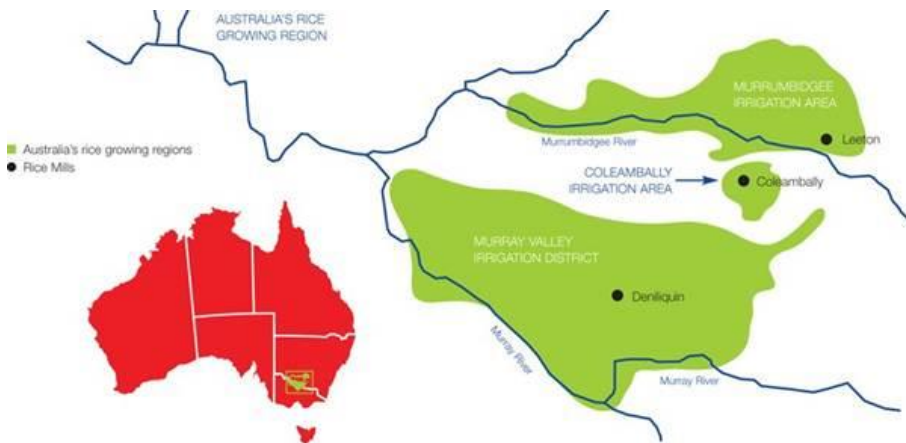 AUSTRALIA'S RICE
GROWING REGION
MURRUMBIDGEE
IRRIGATION AREA
Leeton
Murrumbidgee River
Australia's rice growing regions
Rice Mills
COLEAMBALLY
IRRIGATION AREA
Coleambally
MURRAY VALLEY
IRRIGATION DISTRICT
Deniliquin
Murray River
Murray River